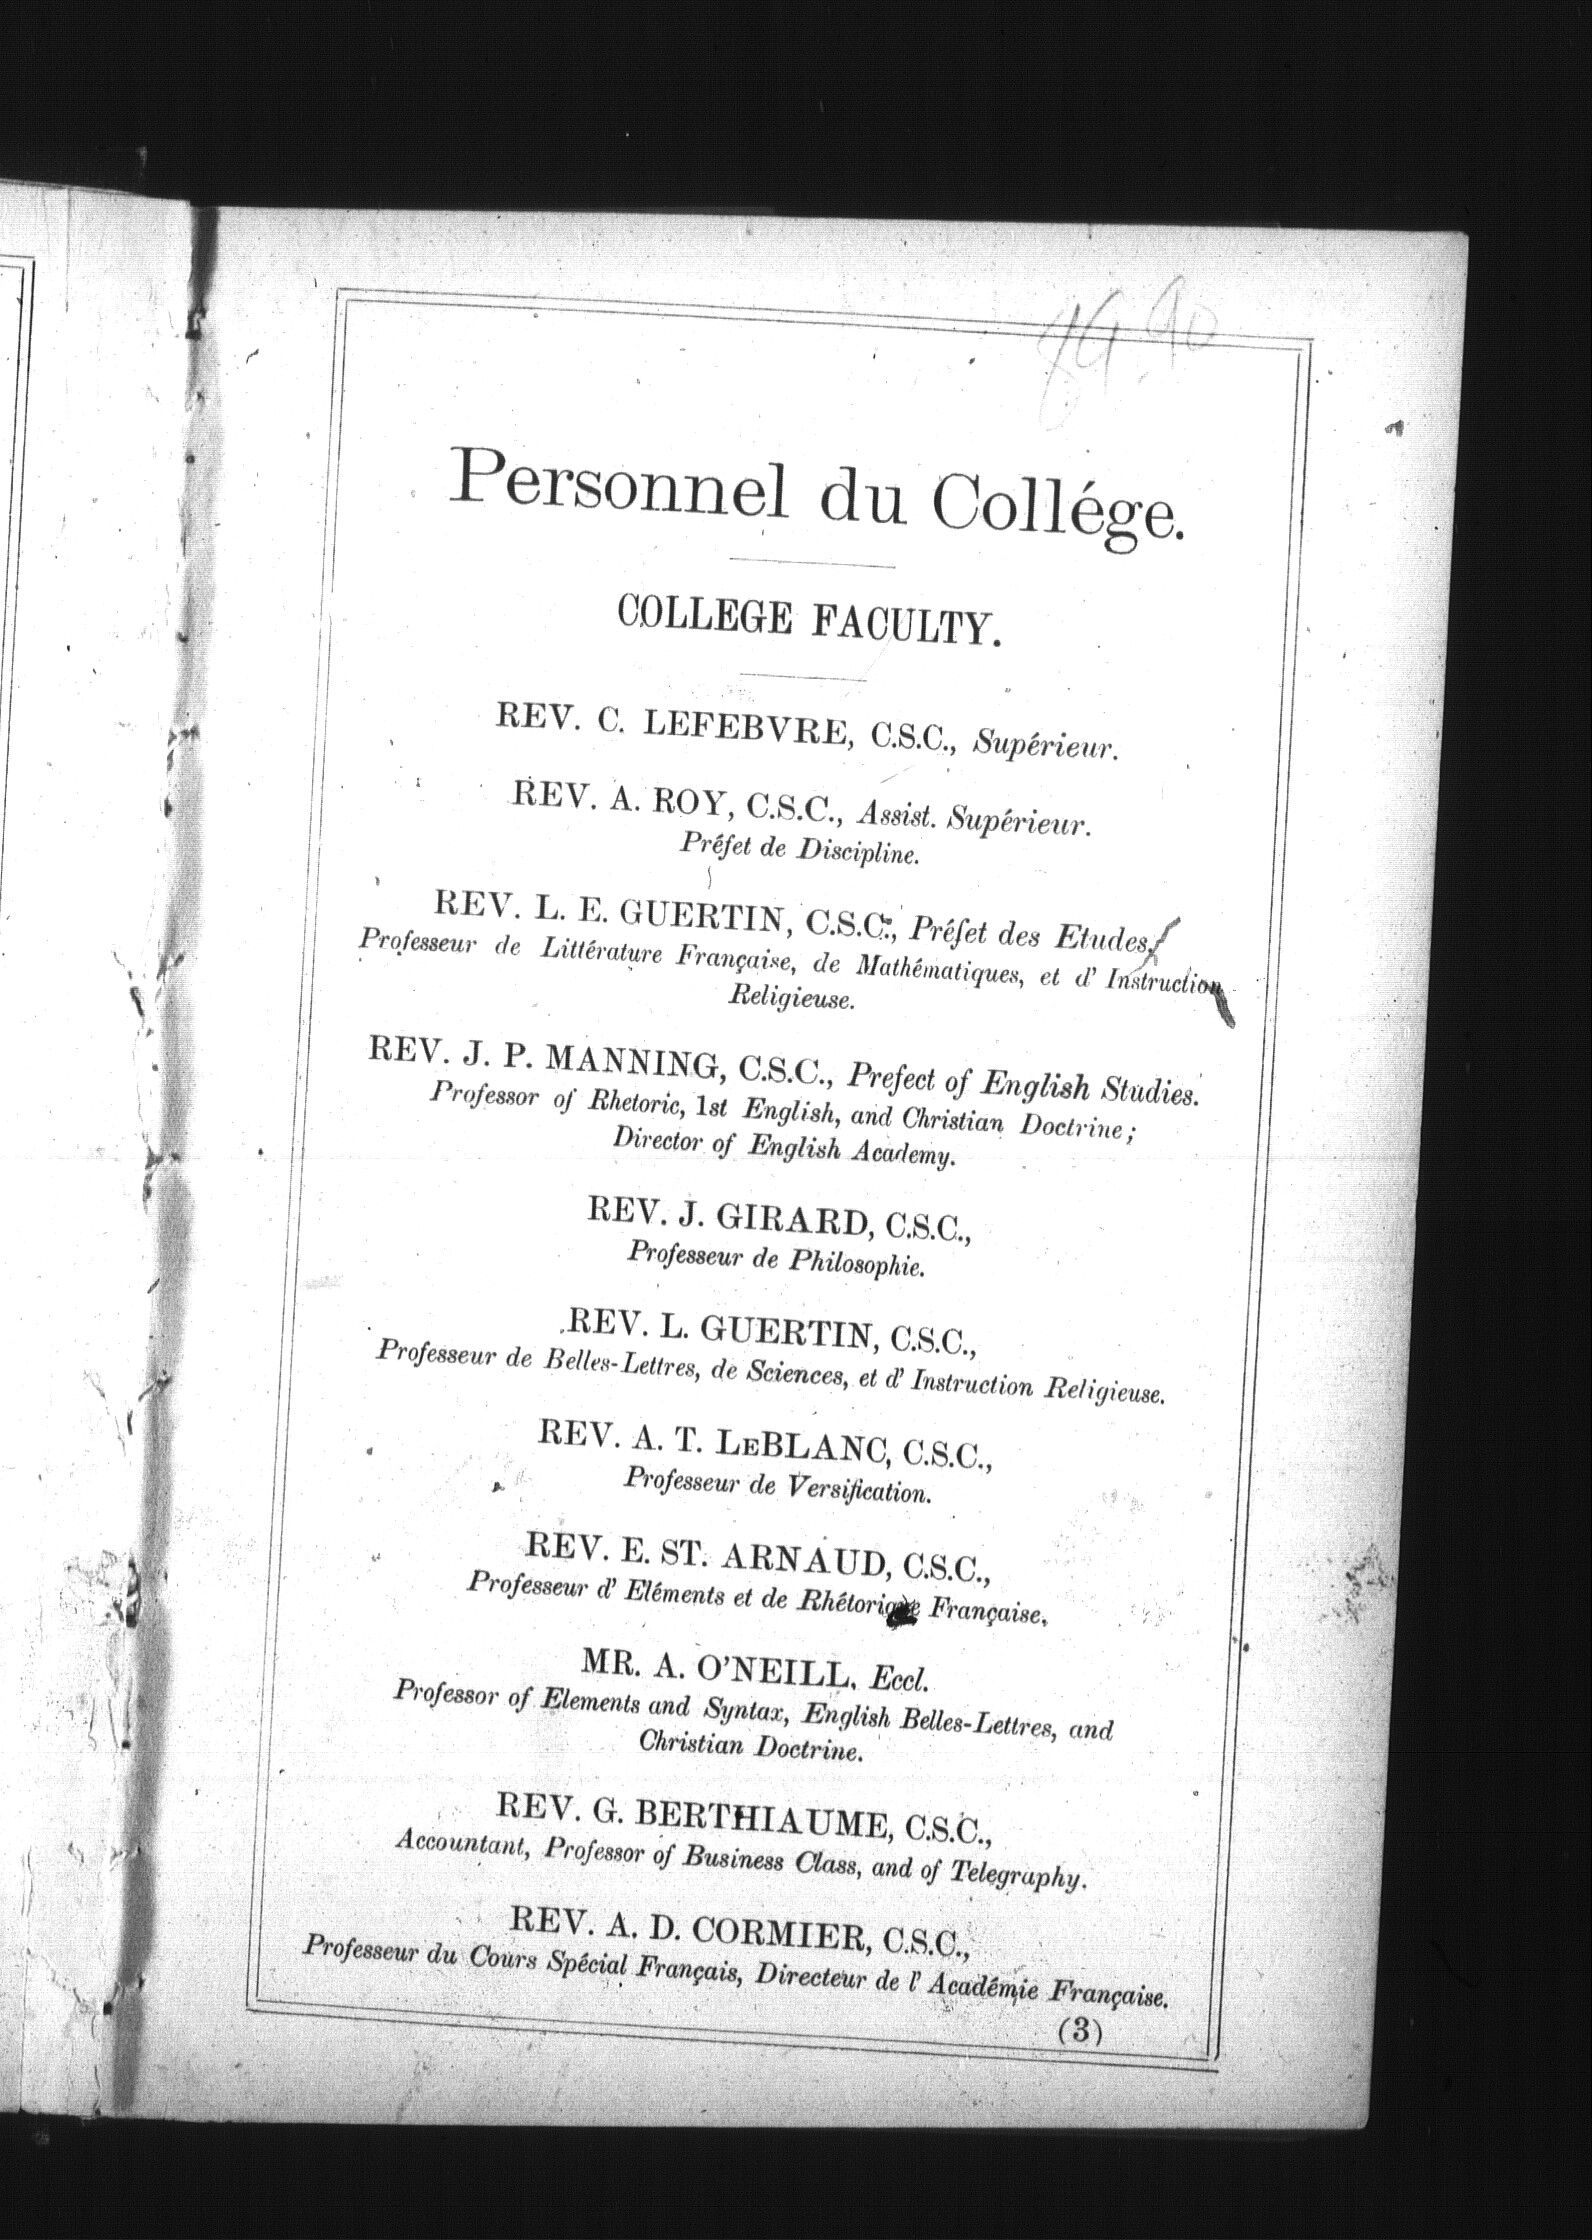 89-90
Personnel du Collége.
COLLEGE FACULTY.
REV. C. LEFEBVRE, C.S.C., Supérieur.
REV. A. ROY, C.S.C., Assist. Supérieur.
Préfet de Discipline.
REV. L. E. GUERTIN, C.S.C., Préfet des Etudes,
Professeur de Littérature Française, de Mathématiques, et d' Instruction
Religieuse.
REV. J. P. MANNING, C.S.C., Prefect of English Studies.
Professor of Rhetoric, 1st English, and Christian Doctrine;
Director of English Academy.
REV. J. GIRARD, C.S.C.,
Professeur de Philosophie.
REV. L. GUERTIN, C.S.C.,
Professeur de Belles-Lettres, de Sciences, et d' Instruction Religieuse.
REV. A. T. LEBLANC, C.S.C.,
Professeur de Versification.
REV. E. ST. ARNAUD, C.S.C.,
Professeur d' Eléments et de Rhétorique Française.
MR. A. O'NEILL, Eccl.
Professor of Elements and Syntax, English Belles-Lettres, and
Christian Doctrine.
REV. G. BERTHIAUME, C.S.C.,
Accountant, Professor of Business Class, and of Telegraphy.
REV. A. D. CORMIER, C.S.C.,
Professeur du Cours Spécial Français, Directeur de l' Académie Française.
(3)